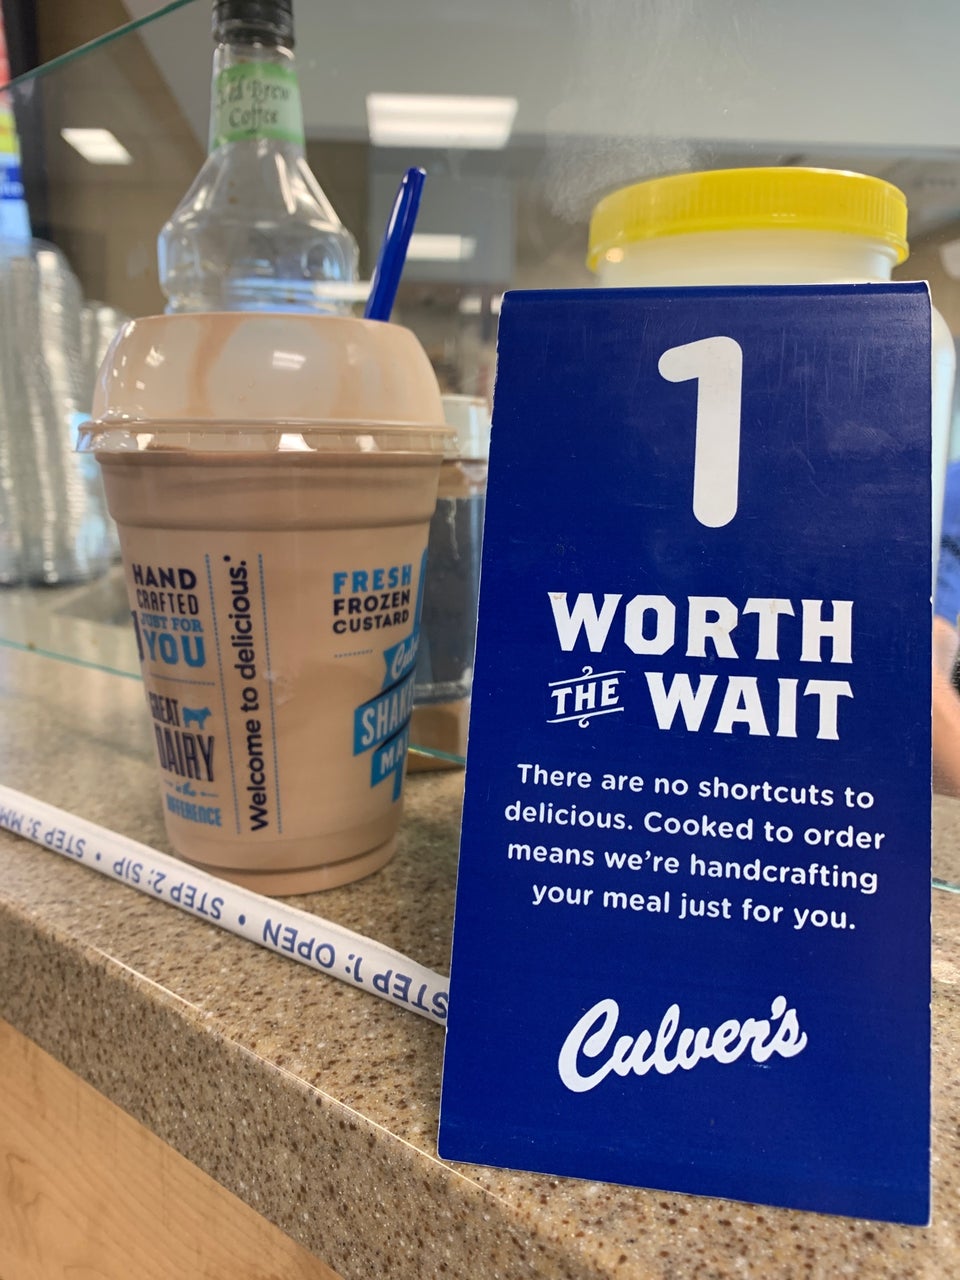 Brew
Coffee
HAND
CRAFTED
JUST FOR
YOU
GREAT
DAIRY
is the
DIFFERENCE
Welcome to delicious.
FRESH
FROZEN
CUSTARD
STEP 1: OPEN • STEP 2: SIP • STEP 3:
1
WORTH
THE WAIT
There are no shortcuts to
delicious. Cooked to order
means we're handcrafting
your meal just for you.
Culver's